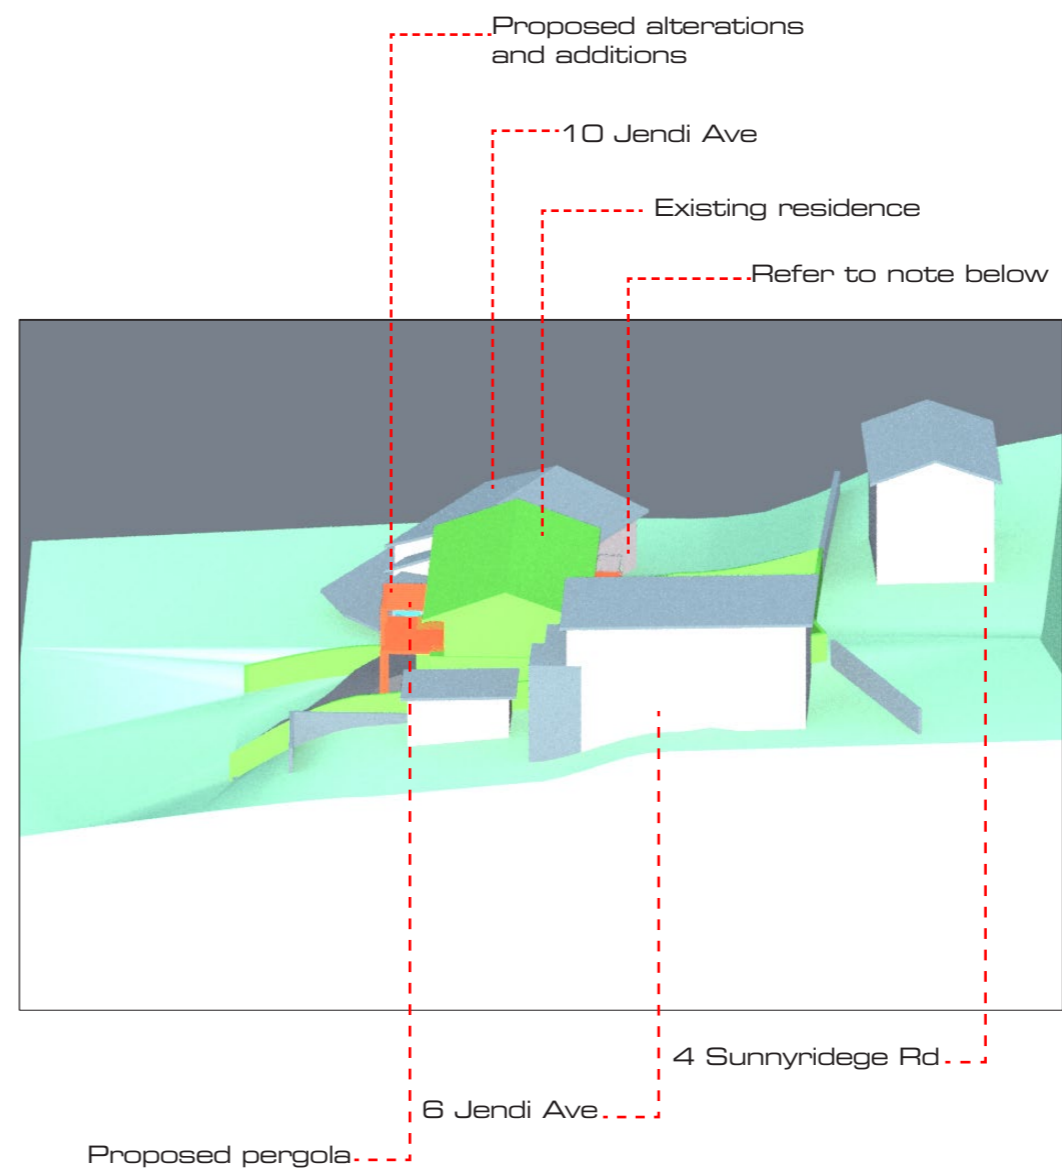 Proposed alterations
and additions
10 Jendi Ave
Existing residence
Refer to note below
4 Sunnyridege Rd
6 Jendi Ave
Proposed pergola